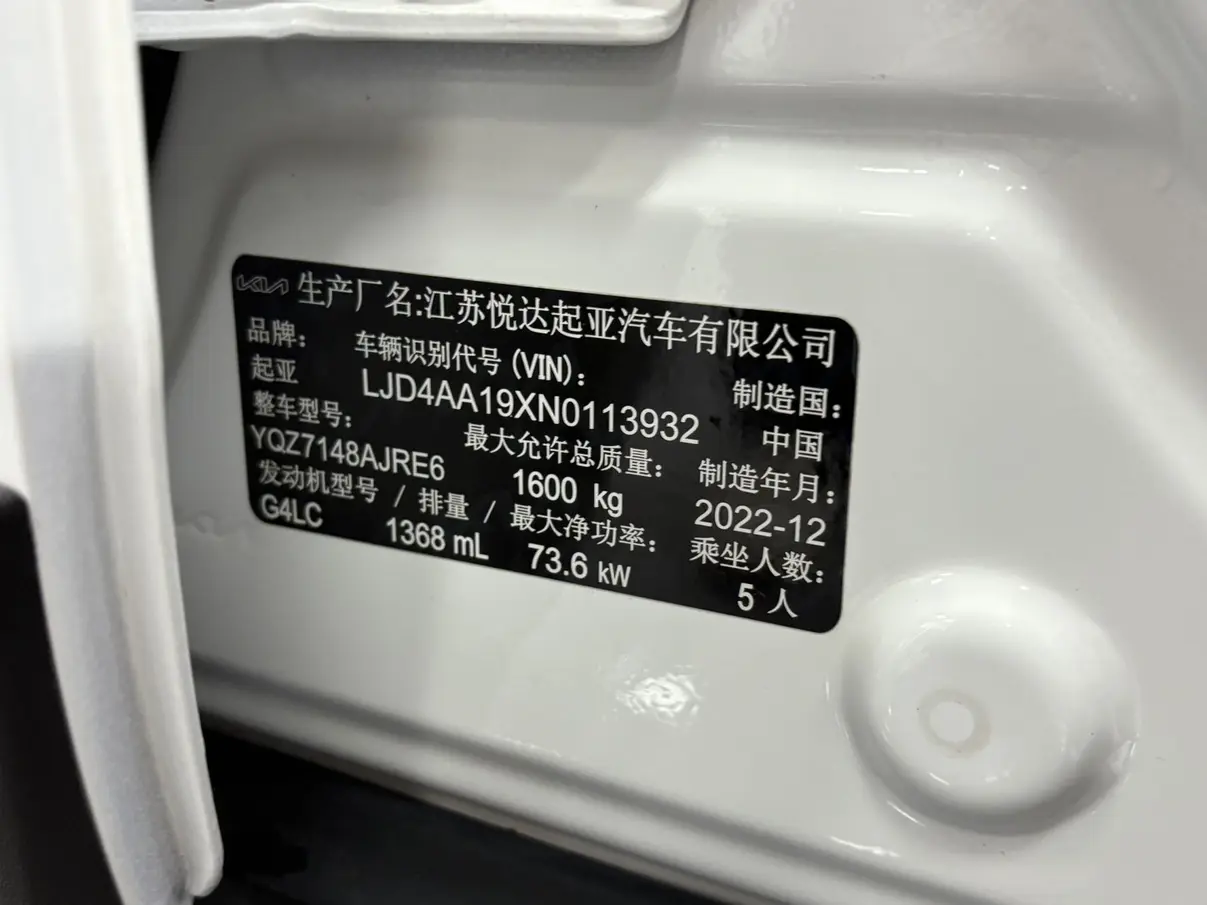 KIA 生产厂名:江苏悦达起亚汽车有限公司
品牌: 车辆识别代号 (VIN): 制造国:
起亚 LJD4AA19XN0113932 中国
整车型号: 最大允许总质量: 制造年月:
YQZ7148AJRE6 1600 kg 2022-12
发动机型号 / 排量 / 最大净功率: 乘坐人数:
G4LC 1368 mL 73.6 kW 5 人